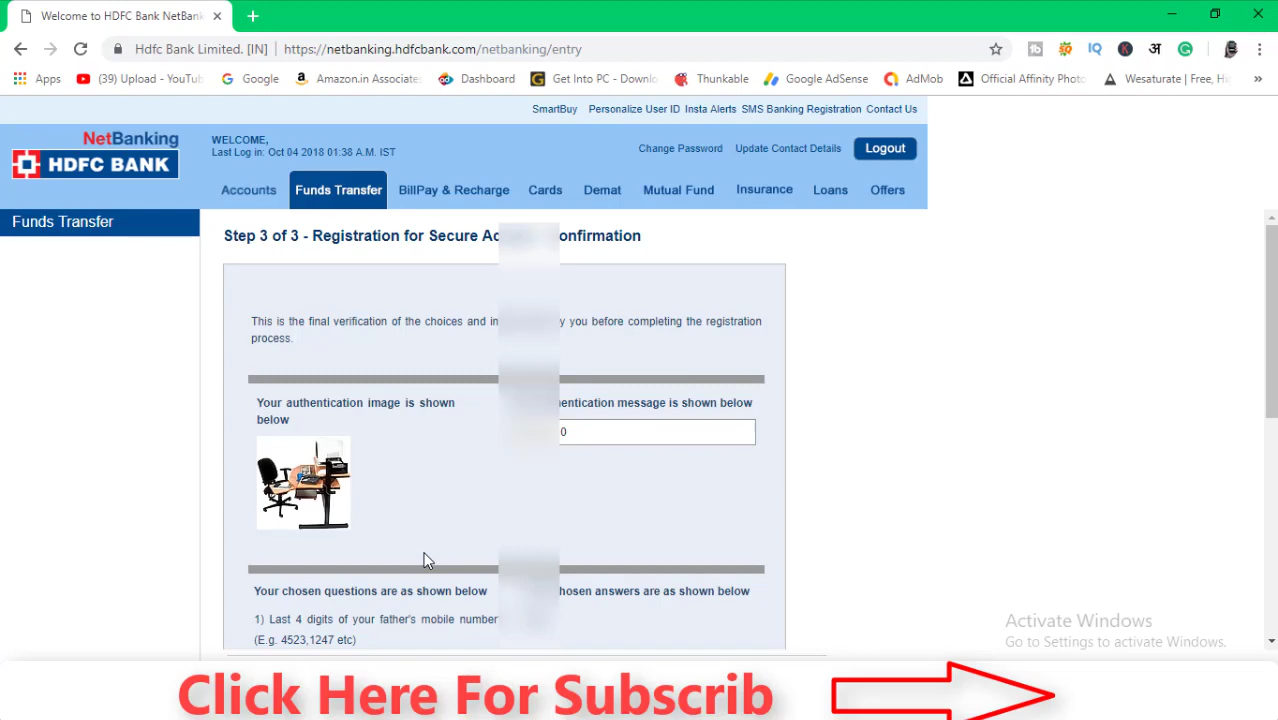 Welcome to HDFC Bank NetBank
Hdfc Bank Limited. [IN] https://netbanking.hdfcbank.com/netbanking/entry
Apps (39) Upload - YouTu Google Amazon.in Associate Dashboard Get Into PC - Downlo Thunkable Google AdSense AdMob Official Affinity Photo Wesaturate | Free, Hi »
SmartBuy Personalize User ID Insta Alerts SMS Banking Registration Contact Us
NetBanking
HDFC BANK
WELCOME,
Last Log in: Oct 04 2018 01:38 A.M. IST
Change Password Update Contact Details Logout
Accounts Funds Transfer BillPay & Recharge Cards Demat Mutual Fund Insurance Loans Offers
Funds Transfer
Step 3 of 3 - Registration for Secure Ac onfirmation
This is the final verification of the choices and in y you before completing the registration
process.
Your authentication image is shown
below
entication message is shown below
0
Your chosen questions are as shown below
hosen answers are as shown below
1) Last 4 digits of your father's mobile number
(E.g. 4523,1247 etc)
Activate Windows
Go to Settings to activate Windows.
Click Here For Subscrib